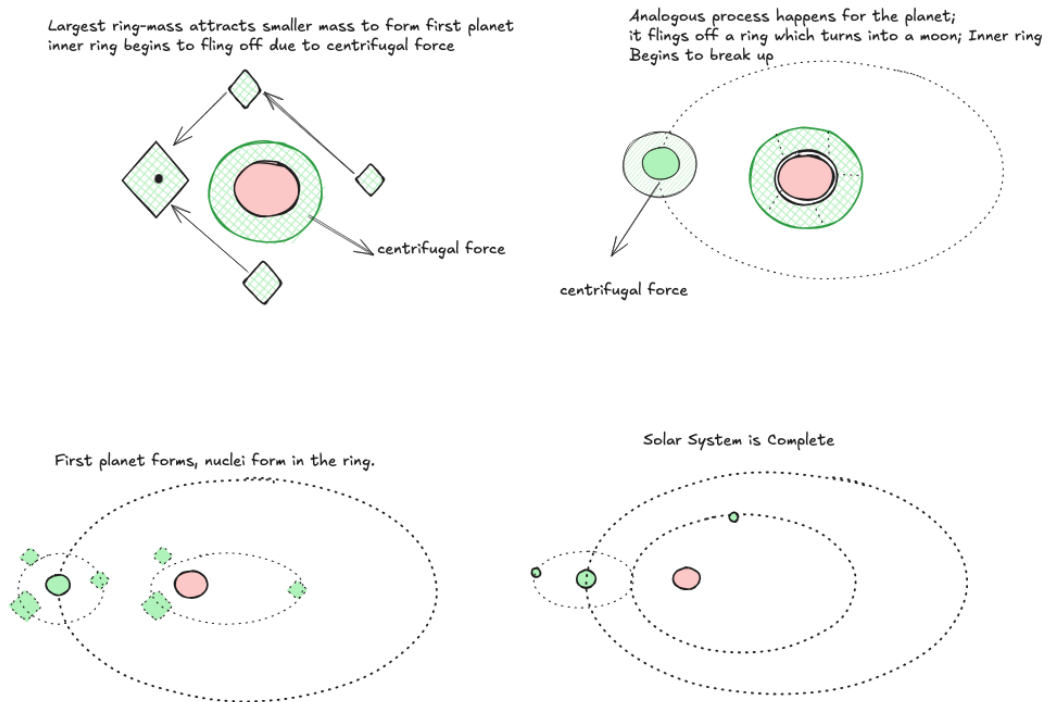 Largest ring-mass attracts smaller mass to form first planet
inner ring begins to fling off due to centrifugal force
centrifugal force
Analogous process happens for the planet;
it flings off a ring which turns into a moon; Inner ring
Begins to break up
centrifugal force
First planet forms, nuclei form in the ring.
Solar System is Complete